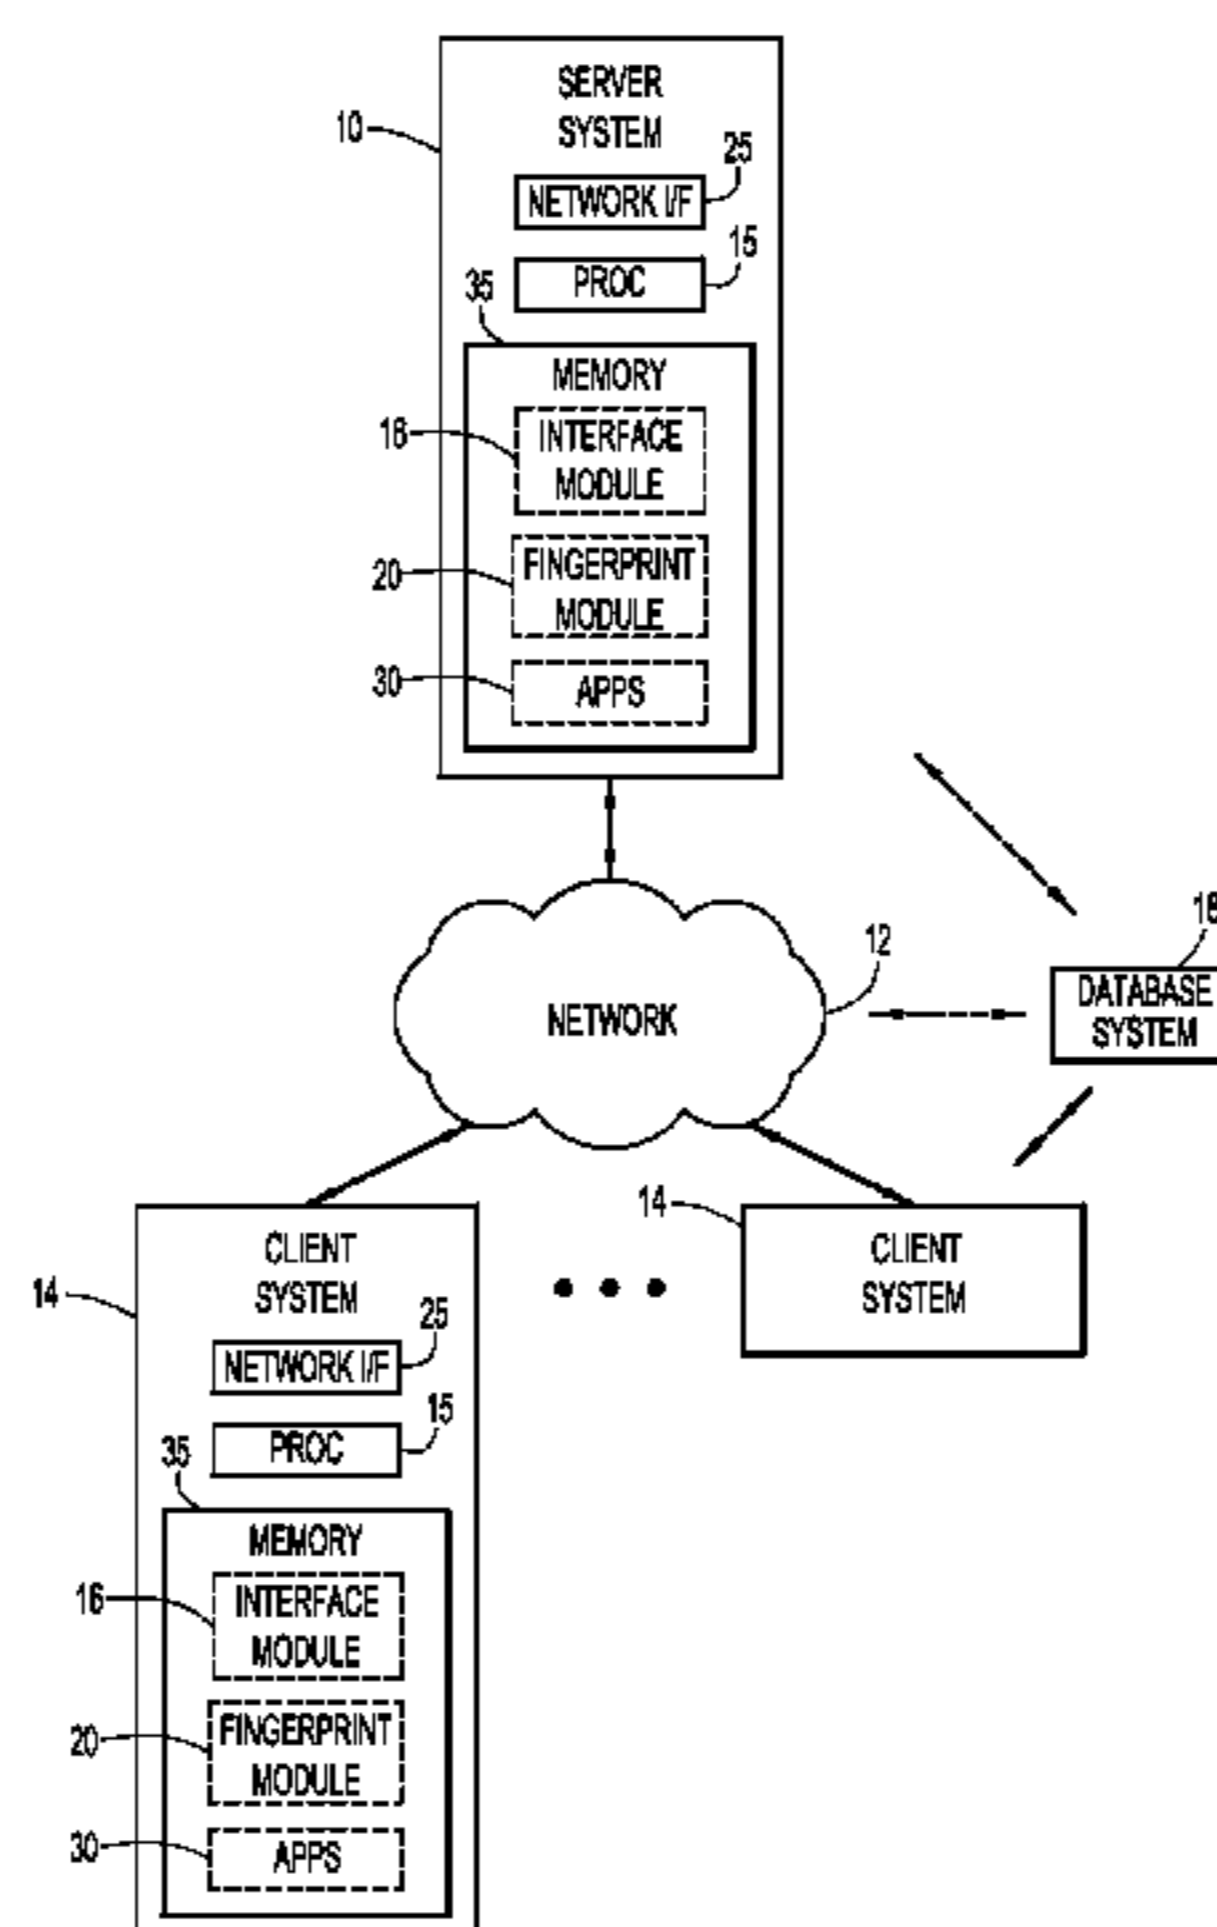 SERVER
SYSTEM
10
25
NETWORK I/F
15
PROC
35
MEMORY
16
INTERFACE
MODULE
20
FINGERPRINT
MODULE
30
APPS
12
NETWORK
18
DATABASE
SYSTEM
14
CLIENT
SYSTEM
14
CLIENT
SYSTEM
25
NETWORK I/F
15
PROC
35
MEMORY
16
INTERFACE
MODULE
20
FINGERPRINT
MODULE
30
APPS